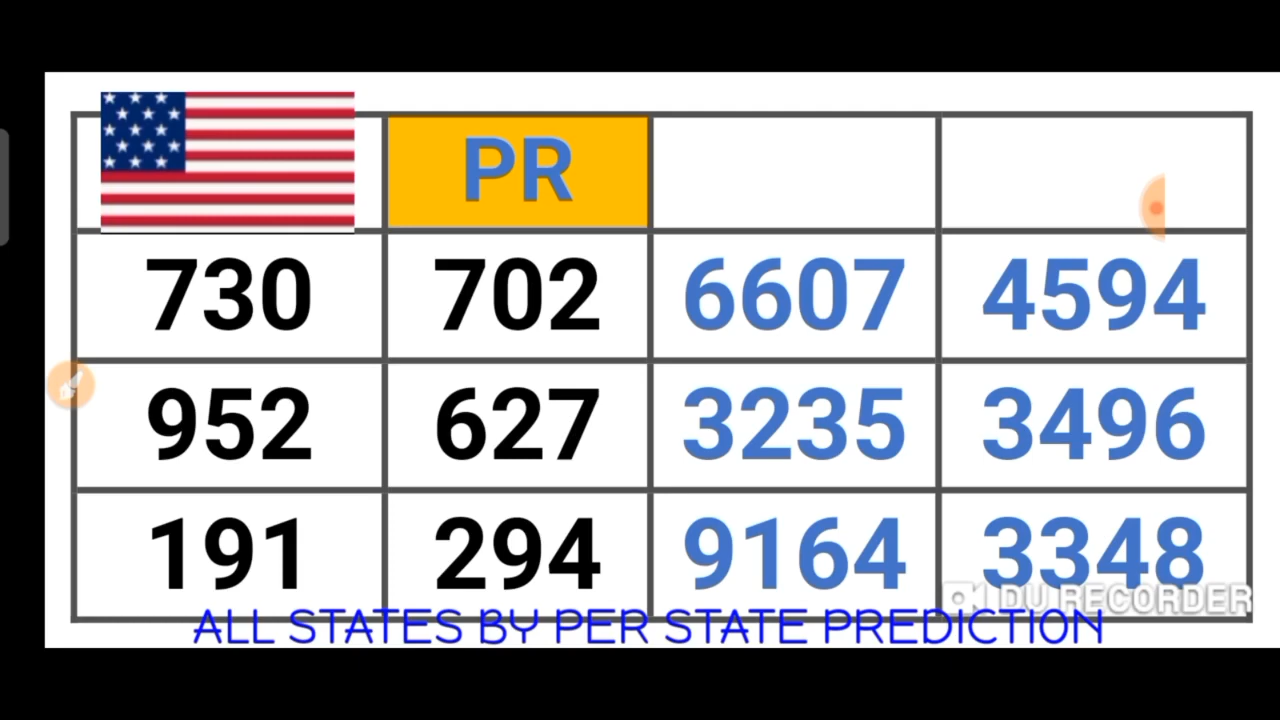 PR
730 702 6607 4594
952 627 3235 3496
191 294 9164 3348
DU RECORDER
ALL STATES BY PER STATE PREDICTION